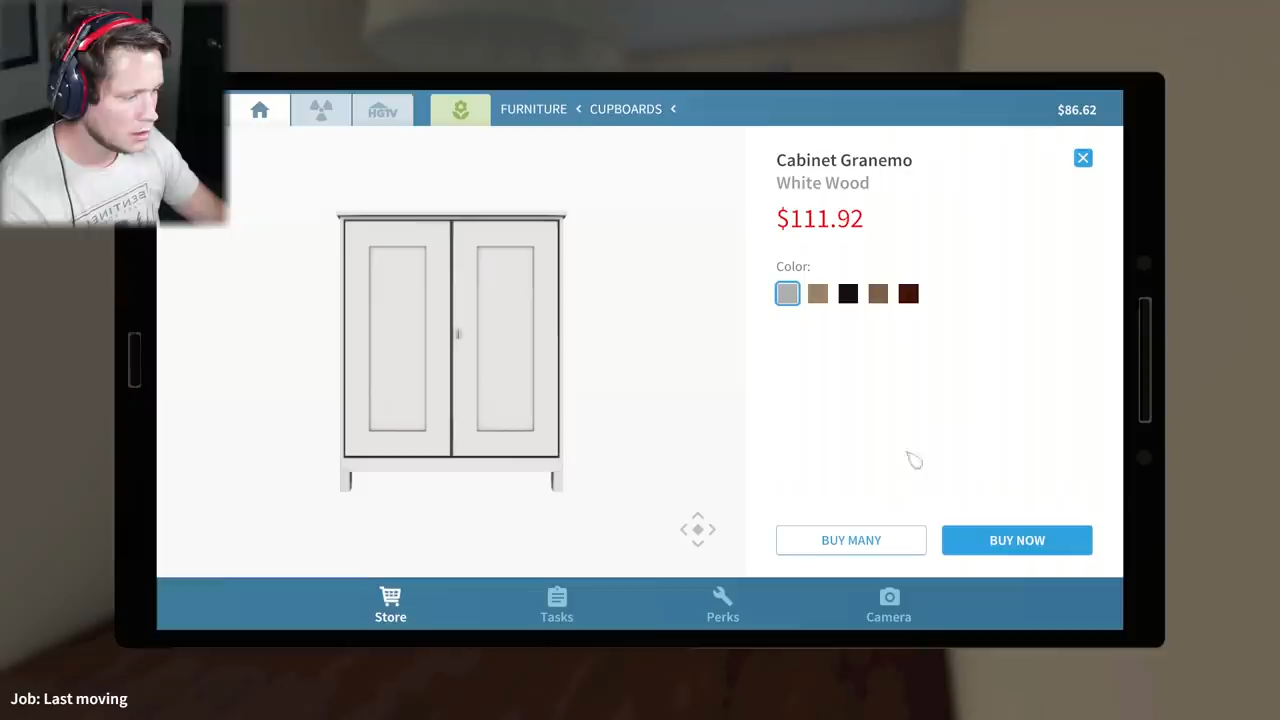 HGTV
FURNITURE < CUPBOARDS <
$86.62
Cabinet Granemo
White Wood
$111.92
Color:
BUY MANY
BUY NOW
Store
Tasks
Perks
Camera
Job: Last moving